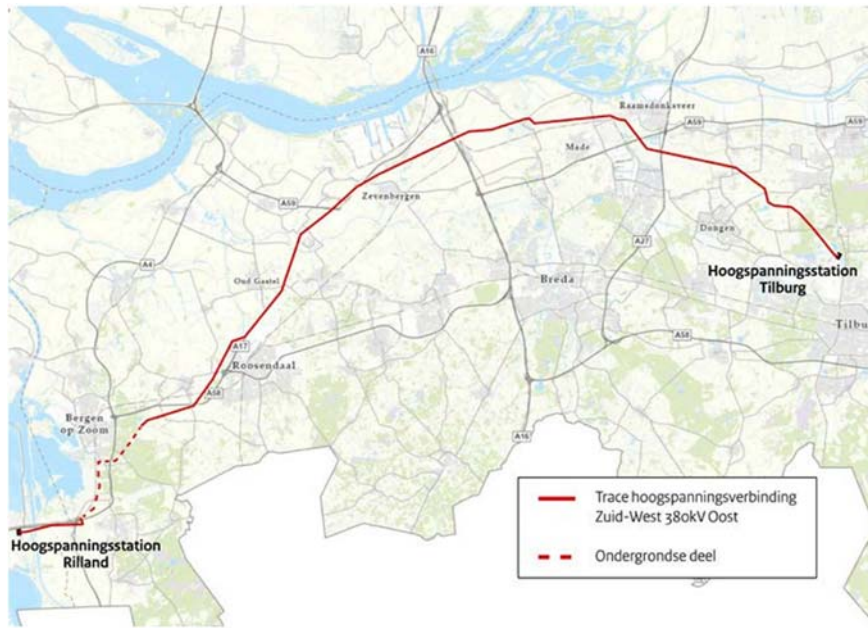 A16
Raamsdonksveer
A59
A59
Made
A59
Zevenbergen
A27
Dongen
A4
Oud Gastel
Hoogspanningsstation
Tilburg
Breda
Tilbu
A17
Roosendaal
A58
A58
Bergen
op Zoom
A16
Hoogspanningsstation
Rilland
Trace hoogspanningsverbinding
Zuid-West 380kV Oost
Ondergrondse deel